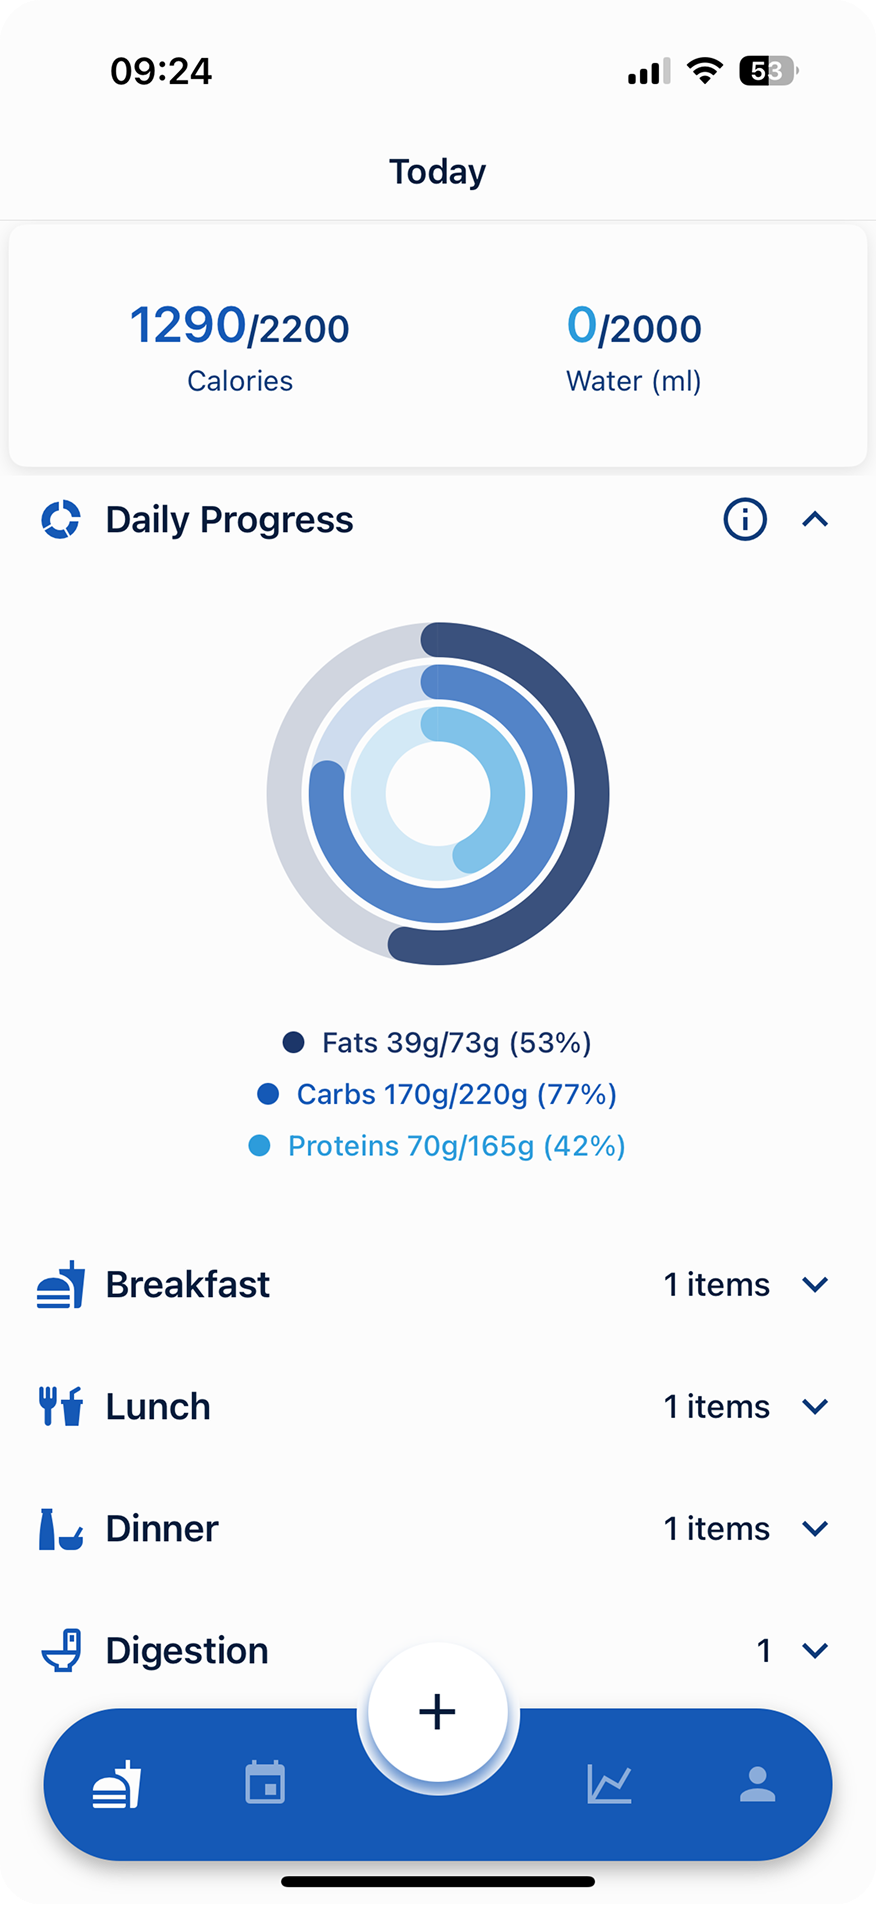 09:24
53
Today
1290/2200
Calories
0/2000
Water (ml)
Daily Progress
Fats 39g/73g (53%)
Carbs 170g/220g (77%)
Proteins 70g/165g (42%)
Breakfast 1 items
Lunch 1 items
Dinner 1 items
Digestion 1